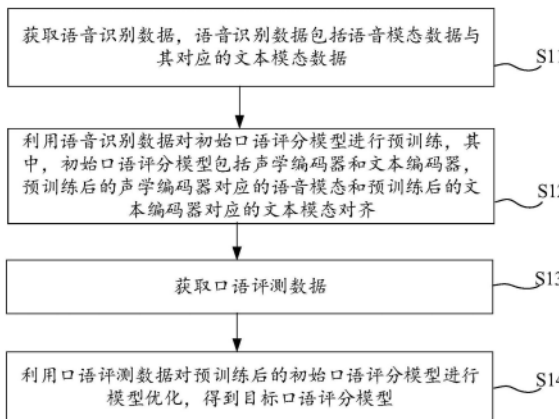 获取语音识别数据，语音识别数据包括语音模态数据与
其对应的文本模态数据
S11
利用语音识别数据对初始口语评分模型进行预训练，其
中，初始口语评分模型包括声学编码器和文本编码器，
预训练后的声学编码器对应的语音模态和预训练后的文
本编码器对应的文本模态对齐
S12
获取口语评测数据
S13
利用口语评测数据对预训练后的初始口语评分模型进行
模型优化，得到目标口语评分模型
S14